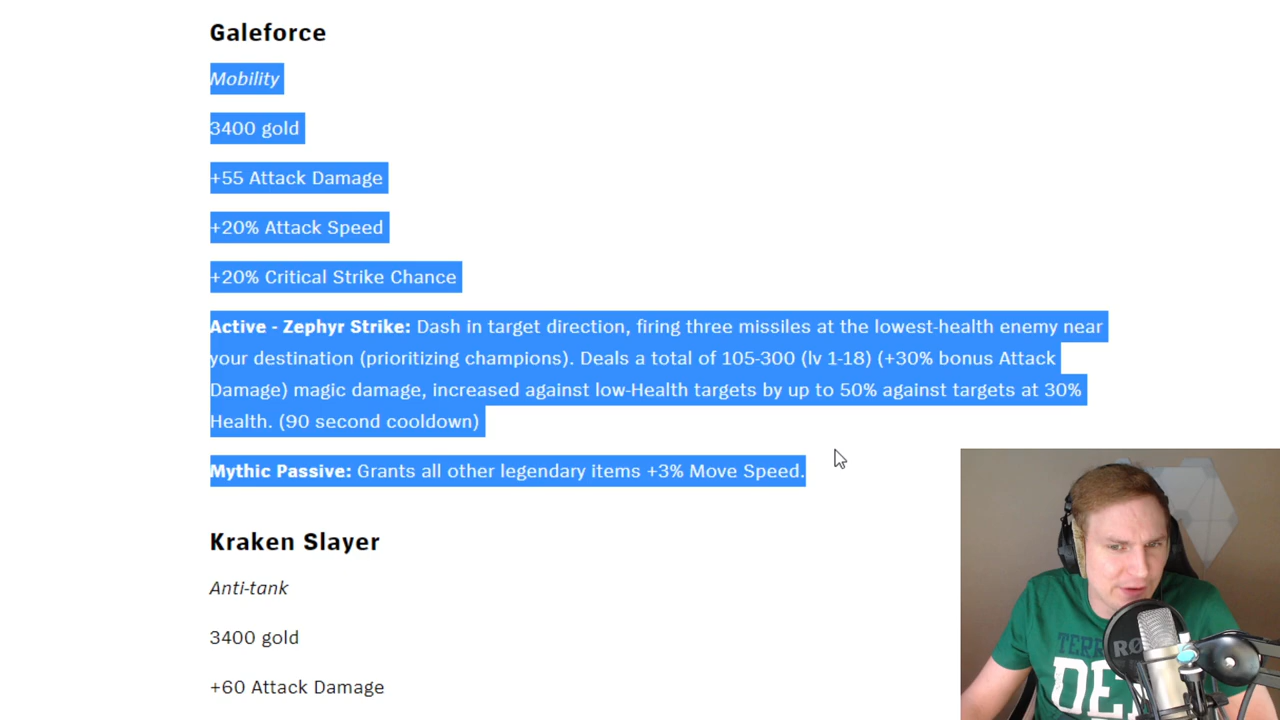 Galeforce
Mobility
3400 gold
+55 Attack Damage
+20% Attack Speed
+20% Critical Strike Chance
Active - Zephyr Strike: Dash in target direction, firing three missiles at the lowest-health enemy near
your destination (prioritizing champions). Deals a total of 105-300 (lv 1-18) (+30% bonus Attack
Damage) magic damage, increased against low-Health targets by up to 50% against targets at 30%
Health. (90 second cooldown)
Mythic Passive: Grants all other legendary items +3% Move Speed.
Kraken Slayer
Anti-tank
3400 gold
+60 Attack Damage